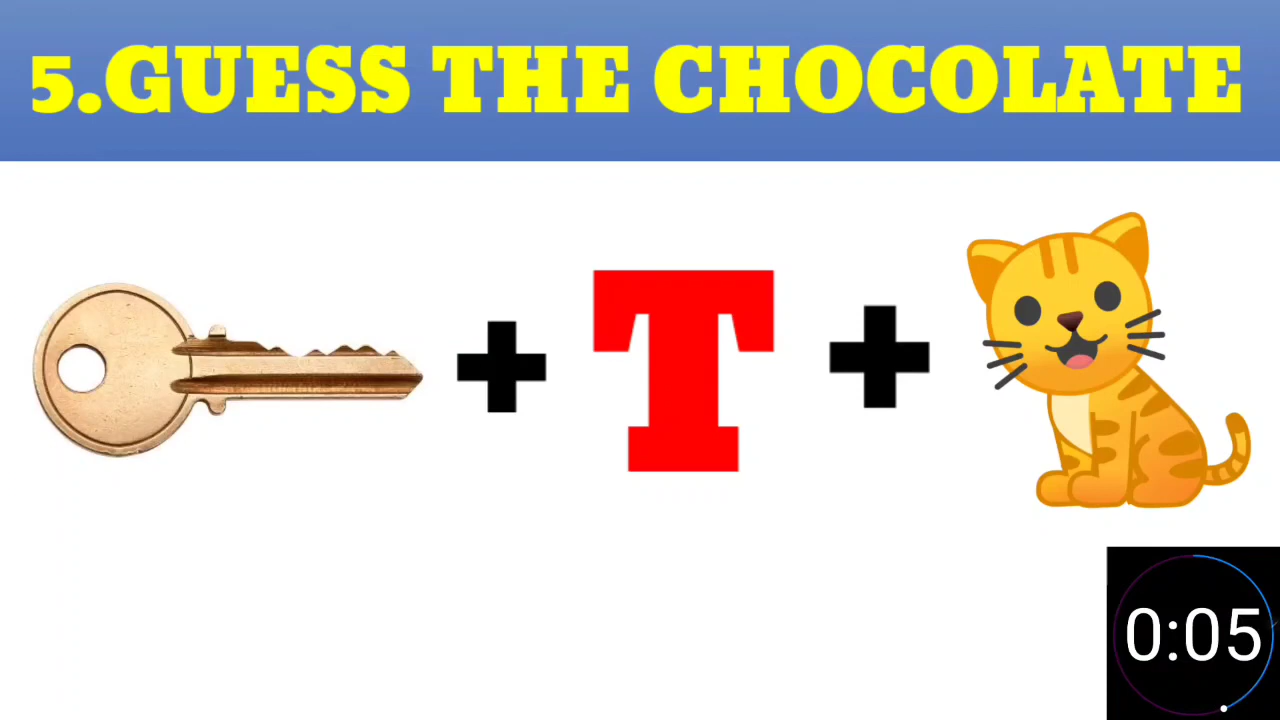 5.GUESS THE CHOCOLATE
+ T +
0:05